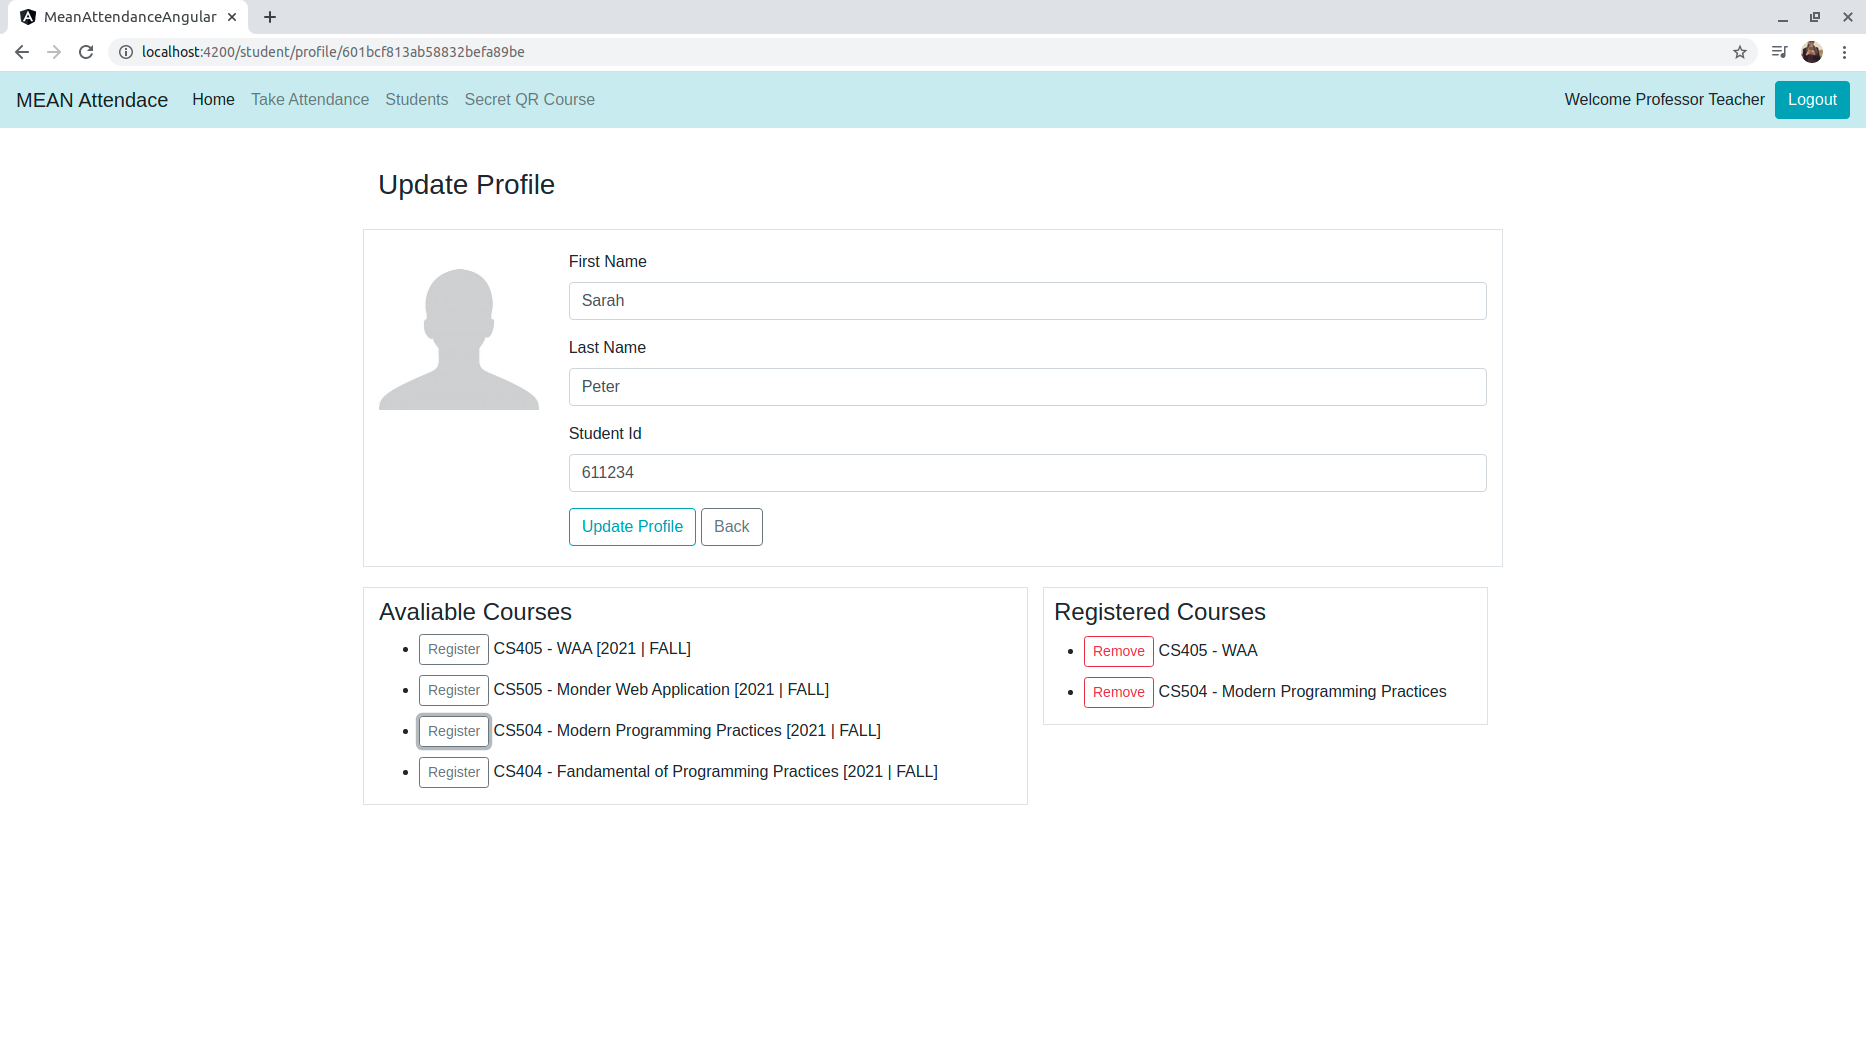 MeanAttendanceAngular
localhost:4200/student/profile/601bcf813ab58832befa89be
MEAN Attendace Home Take Attendance Students Secret QR Course Welcome Professor Teacher Logout
Update Profile
First Name
Sarah
Last Name
Peter
Student Id
611234
Update Profile Back
Avaliable Courses
Register CS405 - WAA [2021 | FALL]
Register CS505 - Monder Web Application [2021 | FALL]
Register CS504 - Modern Programming Practices [2021 | FALL]
Register CS404 - Fandamental of Programming Practices [2021 | FALL]
Registered Courses
Remove CS405 - WAA
Remove CS504 - Modern Programming Practices